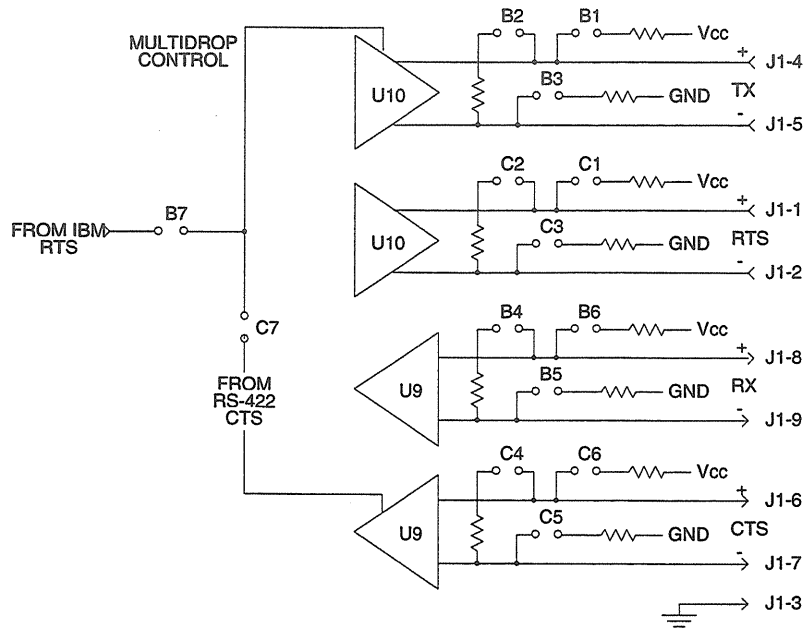 B2
B1
Vcc
MULTIDROP
CONTROL
+
J1-4
U10
B3
GND
TX
-
J1-5
C2
C1
Vcc
+
J1-1
B7
FROM IBM
RTS
U10
C3
GND
RTS
-
J1-2
C7
B4
B6
Vcc
+
J1-8
FROM
RS-422
CTS
U9
B5
GND
RX
-
J1-9
C4
C6
Vcc
+
J1-6
U9
C5
GND
CTS
-
J1-7
J1-3